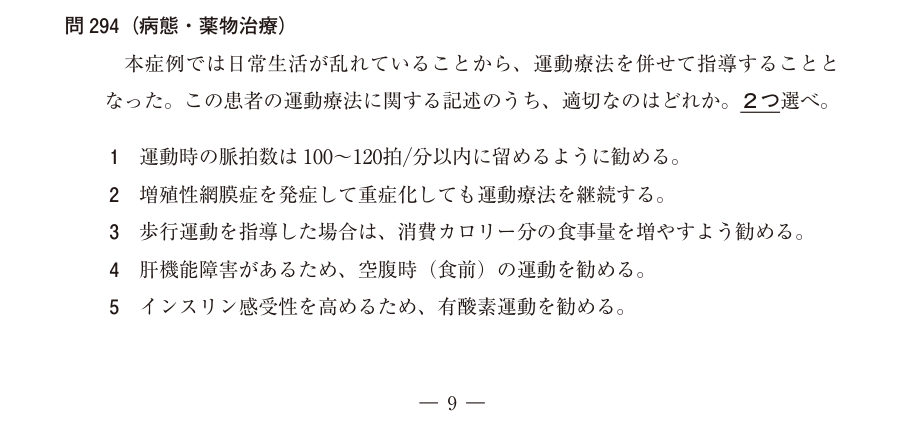 問 294（病態・薬物治療）
本症例では日常生活が乱れていることから、運動療法を併せて指導することと
なった。この患者の運動療法に関する記述のうち、適切なのはどれか。２つ選べ。
1 運動時の脈拍数は 100～120拍/分以内に留めるように勧める。
2 増殖性網膜症を発症して重症化しても運動療法を継続する。
3 歩行運動を指導した場合は、消費カロリー分の食事量を増やすよう勧める。
4 肝機能障害があるため、空腹時（食前）の運動を勧める。
5 インスリン感受性を高めるため、有酸素運動を勧める。
— 9 —